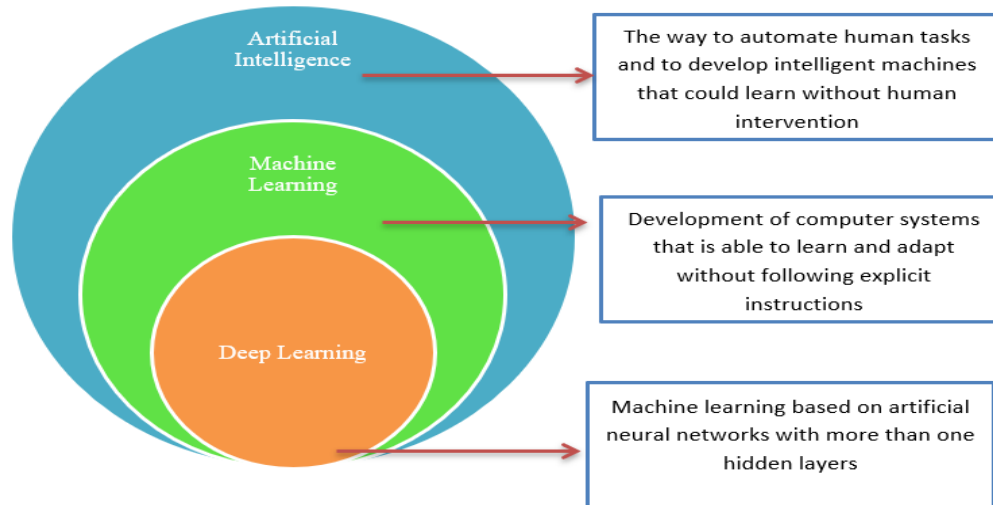 Artificial
Intelligence
The way to automate human tasks
and to develop intelligent machines
that could learn without human
intervention
Machine
Learning
Development of computer systems
that is able to learn and adapt
without following explicit
instructions
Deep Learning
Machine learning based on artificial
neural networks with more than one
hidden layers